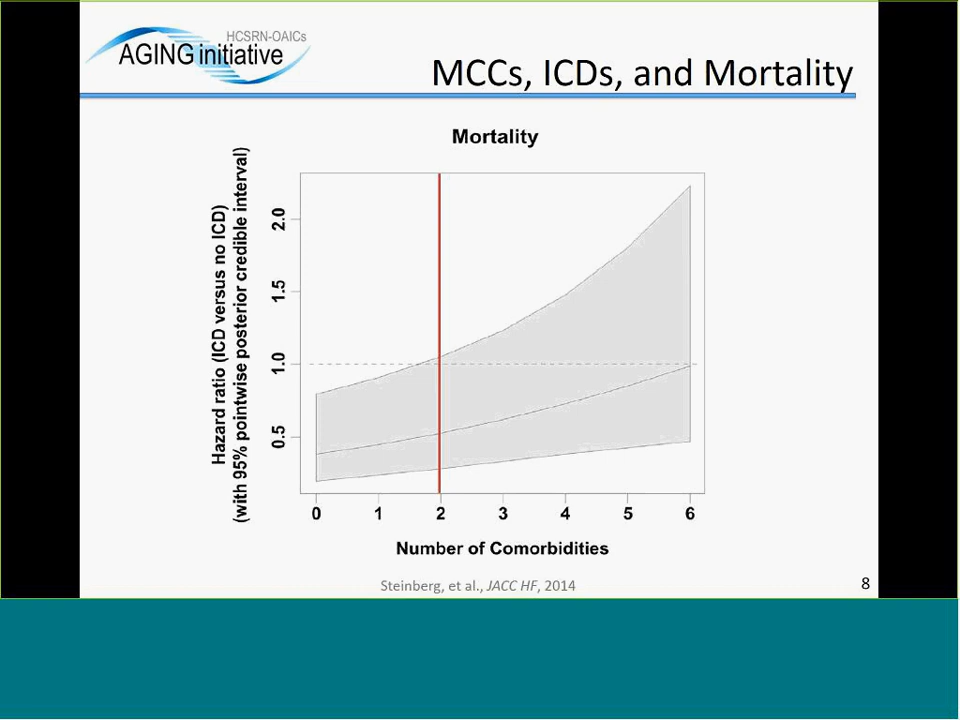 HCSRN-OAICs
AGING initiative
MCCs, ICDs, and Mortality
Mortality
Hazard ratio (ICD versus no ICD)
(with 95% pointwise posterior credible interval)
2.0
1.5
1.0
0.5
0 1 2 3 4 5 6
Number of Comorbidities
Steinberg, et al., JACC HF, 2014
8